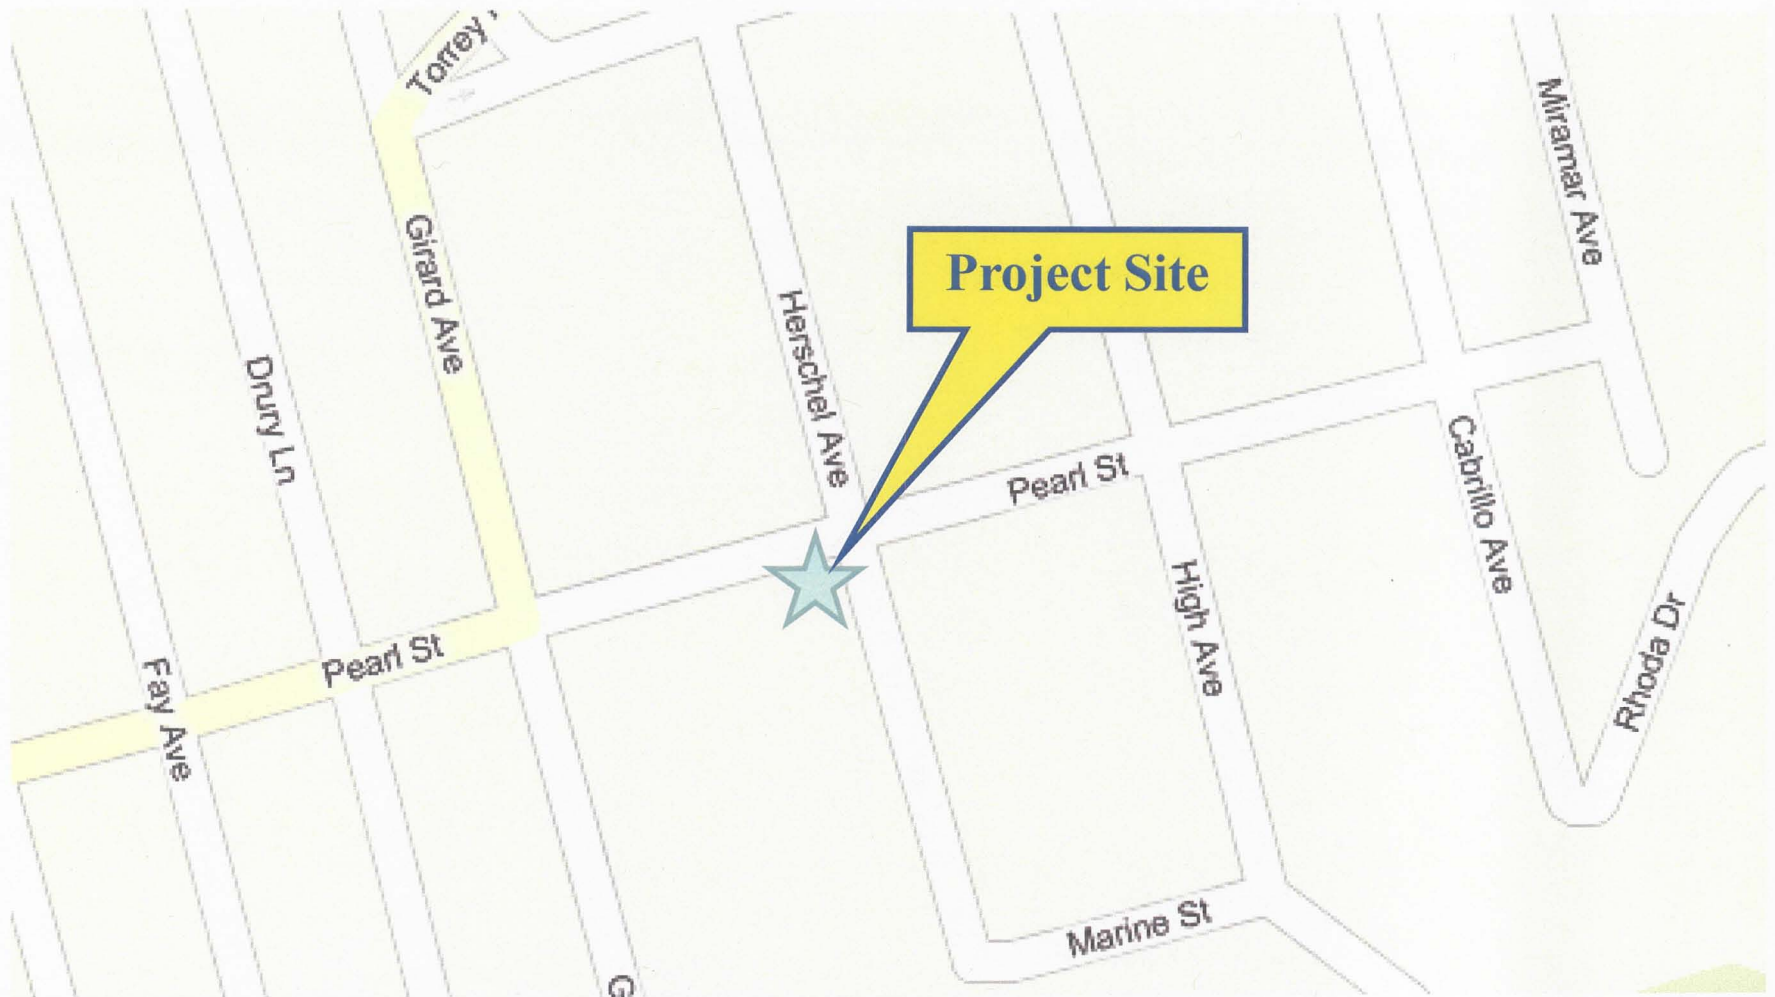 Torrey
Miramar Ave
Girard Ave
Project Site
Herschel Ave
Drury Ln
Pearl St
Cabrillo Ave
High Ave
Rhoda Dr
Pearl St
Fay Ave
Marine St
G